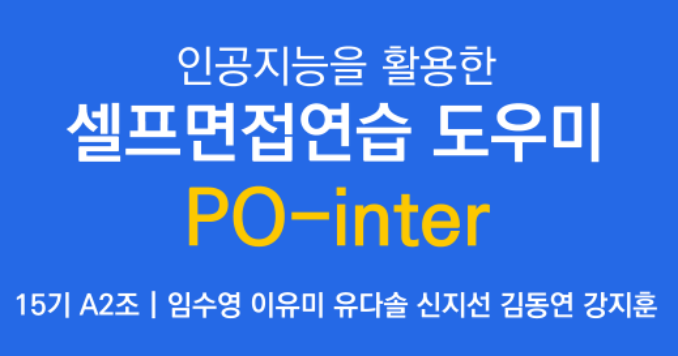 인공지능을 활용한
셀프면접연습 도우미
PO-inter
15기 A2조 | 임수영 이유미 유다솔 신지선 김동연 강지훈